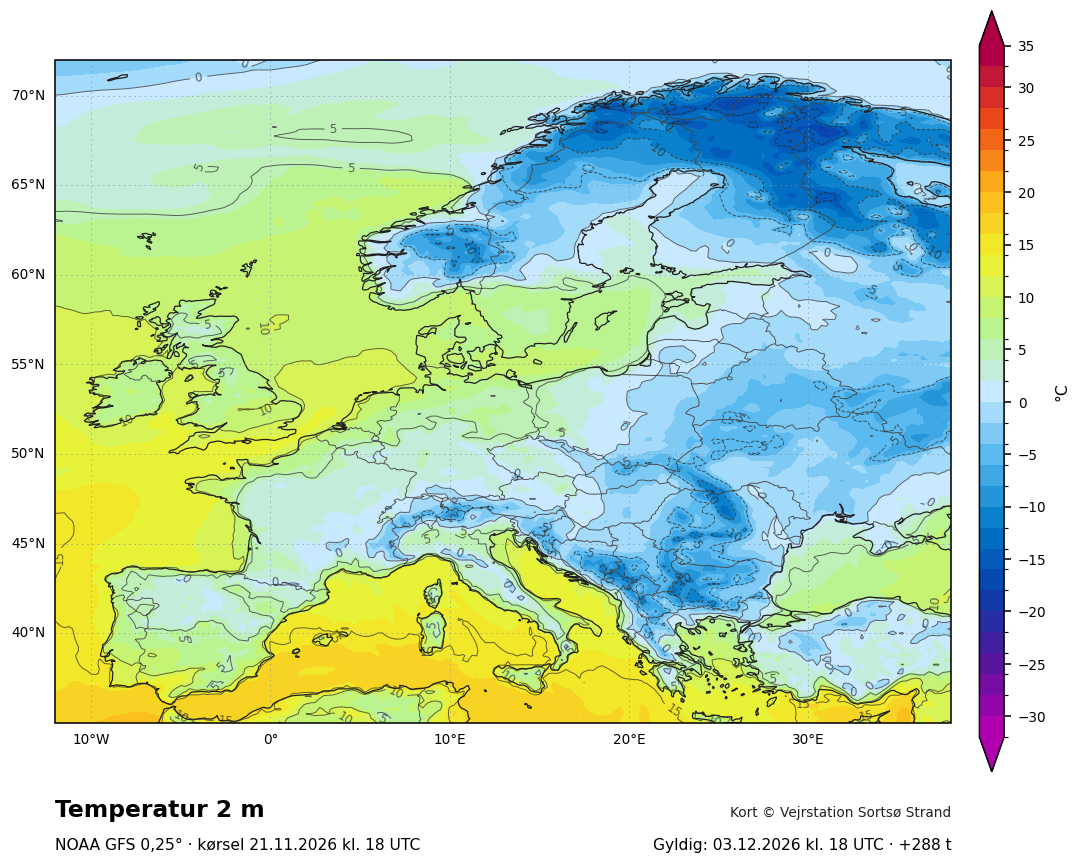 35
70°N
30
25
65°N
20
15
60°N
10
55°N
5
°C
0
50°N
−5
−10
45°N
−15
−20
40°N
−25
−30
10°W
0°
10°E
20°E
30°E
Temperatur 2 m
Kort © Vejrstation Sortsø Strand
NOAA GFS 0,25° · kørsel 21.11.2026 kl. 18 UTC
Gyldig: 03.12.2026 kl. 18 UTC · +288 t